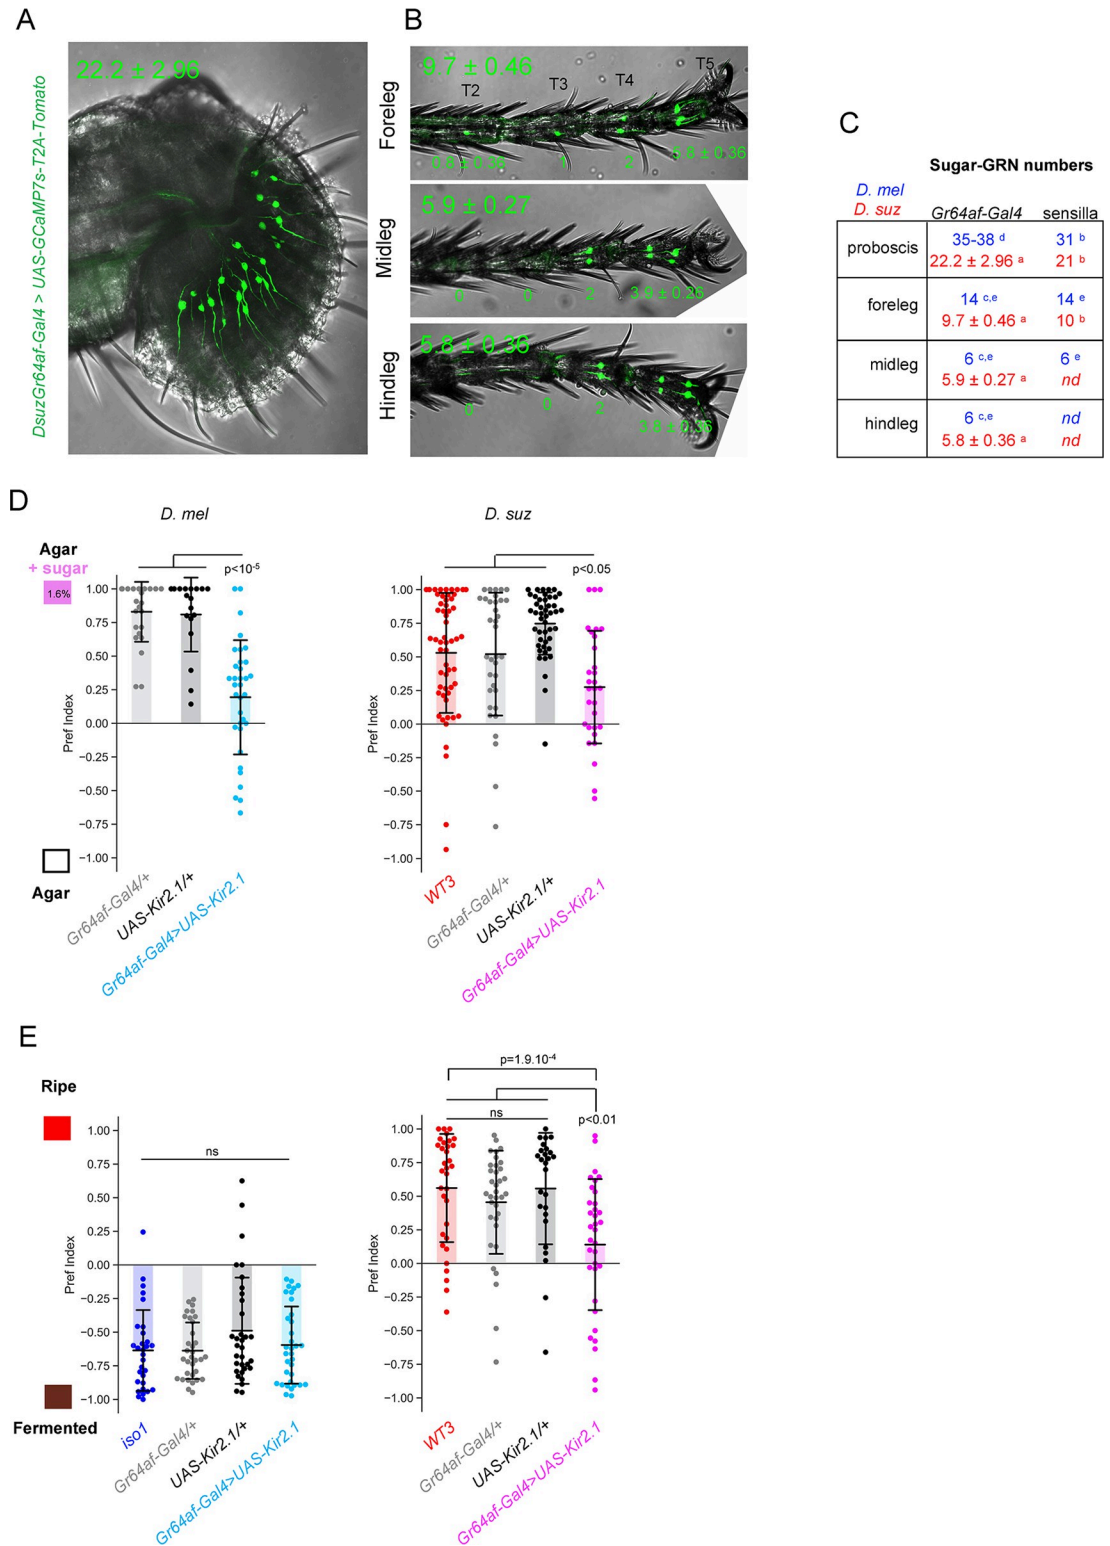 A
DsuzGr64af-Gal4 > UAS-GCaMP7s-T2A-Tomato
22.2 ± 2.96
B
Foreleg
9.7 ± 0.46
T2
T3
T4
T5
0.8 ± 0.36
1
2
5.8 ± 0.36
Midleg
5.9 ± 0.27
0
0
2
3.9 ± 0.26
Hindleg
5.8 ± 0.36
0
0
2
3.8 ± 0.36
C
Sugar-GRN numbers
D. mel
D. suz
Gr64af-Gal4 sensilla
proboscis 35-38 d 31 b
22.2 ± 2.96 a 21 b
foreleg 14 c,e 14 e
9.7 ± 0.46 a 10 b
midleg 6 c,e 6 e
5.9 ± 0.27 a nd
hindleg 6 c,e nd
5.8 ± 0.36 a nd
D
D. mel
Agar
+ sugar
1.6%
Agar
p<10-5
Pref Index
1.00
0.75
0.50
0.25
0.00
−0.25
−0.50
−0.75
−1.00
Gr64af-Gal4/+
UAS-Kir2.1/+
Gr64af-Gal4>UAS-Kir2.1
D. suz
p<0.05
Pref Index
1.00
0.75
0.50
0.25
0.00
−0.25
−0.50
−0.75
−1.00
WT3
Gr64af-Gal4/+
UAS-Kir2.1/+
Gr64af-Gal4>UAS-Kir2.1
E
Ripe
Fermented
ns
Pref Index
1.00
0.75
0.50
0.25
0.00
−0.25
−0.50
−0.75
−1.00
iso1
Gr64af-Gal4/+
UAS-Kir2.1/+
Gr64af-Gal4>UAS-Kir2.1
p=1.9.10-4
ns
p<0.01
Pref Index
1.00
0.75
0.50
0.25
0.00
−0.25
−0.50
−0.75
−1.00
WT3
Gr64af-Gal4/+
UAS-Kir2.1/+
Gr64af-Gal4>UAS-Kir2.1